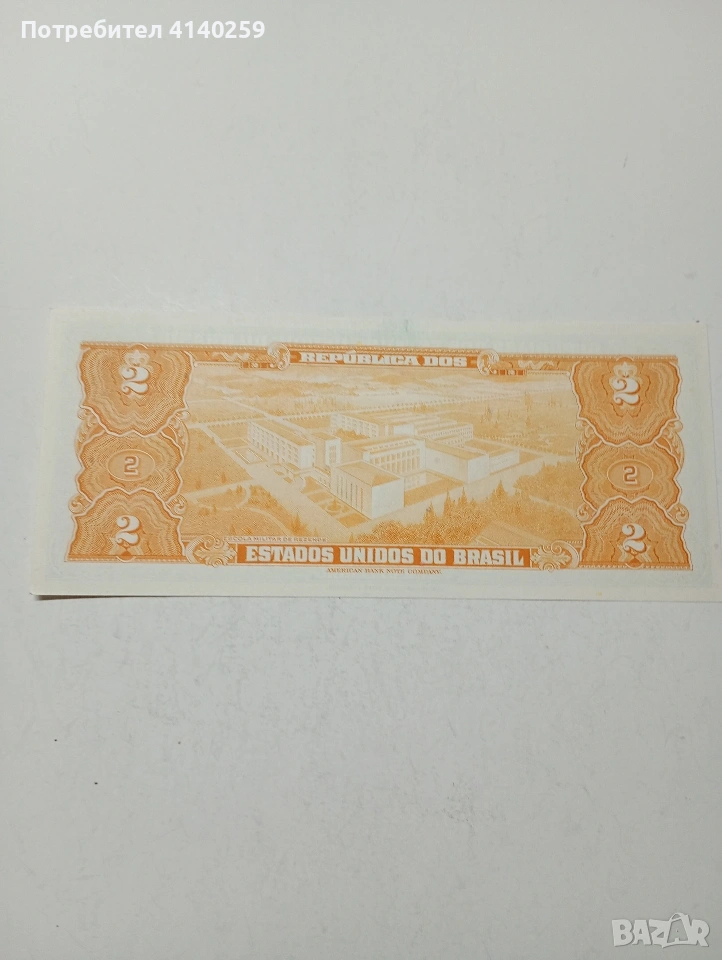 Потребител 4140259
REPÚBLICA DOS
2
2
2
2
2
2
ESCOLA MILITAR DE REZENDE
ESTADOS UNIDOS DO BRASIL
AMERICAN BANK NOTE COMPANY.
BAZAR